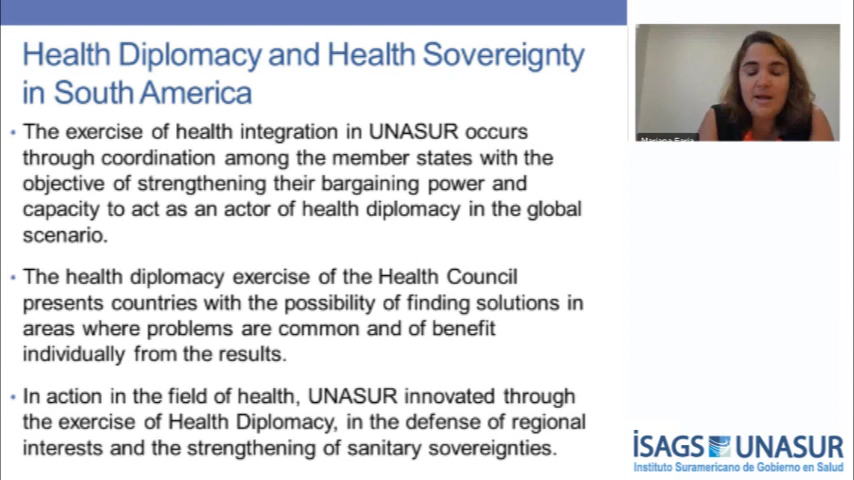 Health Diplomacy and Health Sovereignty
in South America
• The exercise of health integration in UNASUR occurs
through coordination among the member states with the
objective of strengthening their bargaining power and
capacity to act as an actor of health diplomacy in the global
scenario.
• The health diplomacy exercise of the Health Council
presents countries with the possibility of finding solutions in
areas where problems are common and of benefit
individually from the results.
• In action in the field of health, UNASUR innovated through
the exercise of Health Diplomacy, in the defense of regional
interests and the strengthening of sanitary sovereignties.
Mariana Faria
ISAGS UNASUR
Instituto Suramericano de Gobierno en Salud